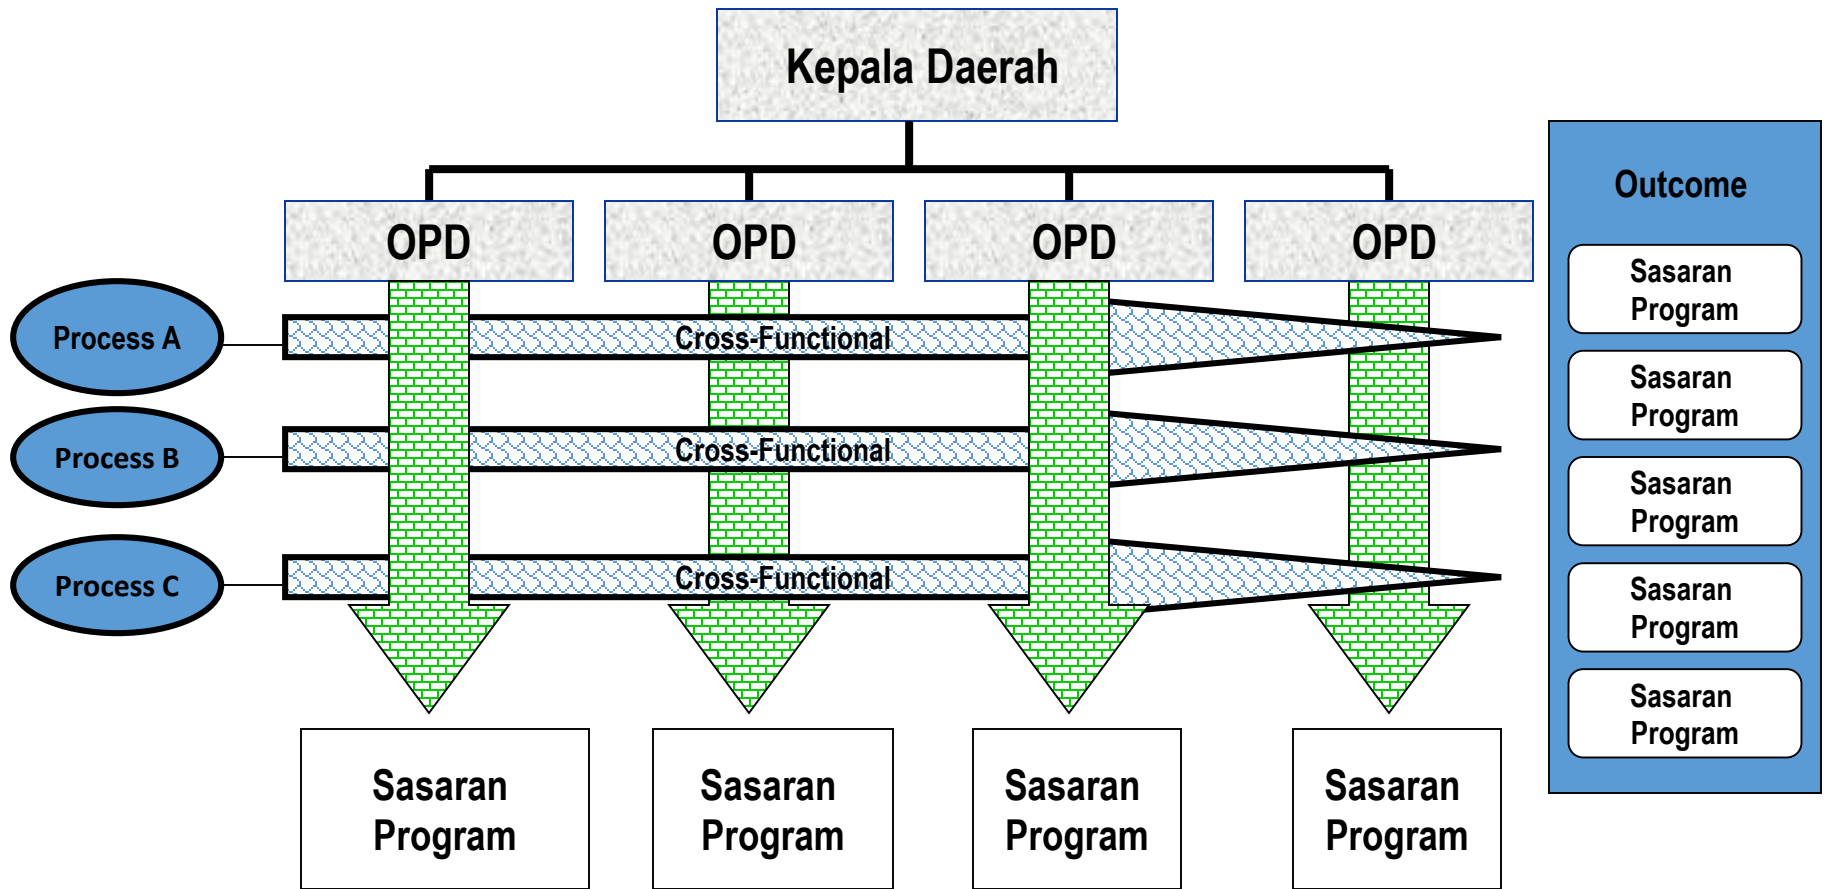 Kepala Daerah
OPD
OPD
OPD
OPD
Process A
Cross-Functional
Process B
Cross-Functional
Process C
Cross-Functional
Sasaran
Program
Sasaran
Program
Sasaran
Program
Sasaran
Program
Outcome
Sasaran
Program
Sasaran
Program
Sasaran
Program
Sasaran
Program
Sasaran
Program